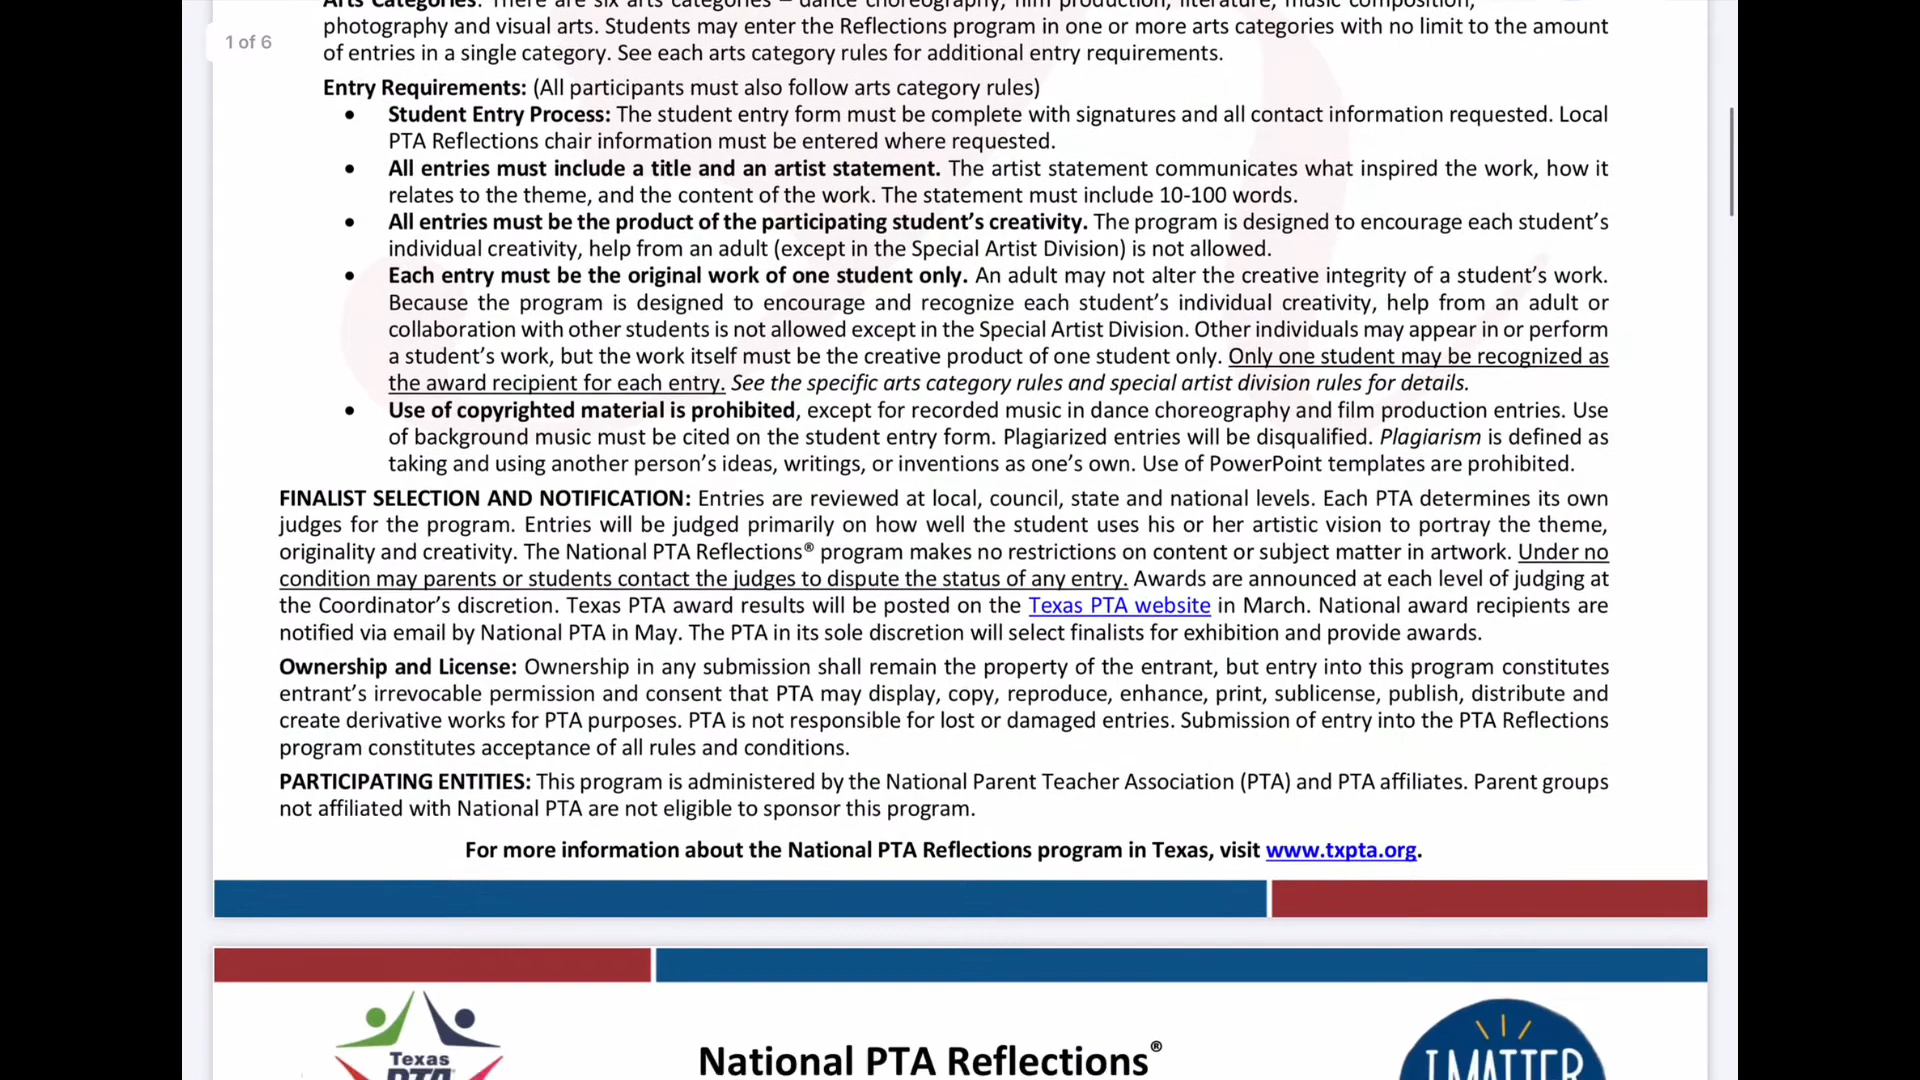 Arts Categories: There are six arts categories – dance choreography, film production, literature, music composition,
1 of 6
photography and visual arts. Students may enter the Reflections program in one or more arts categories with no limit to the amount
of entries in a single category. See each arts category rules for additional entry requirements.
Entry Requirements: (All participants must also follow arts category rules)
• Student Entry Process: The student entry form must be complete with signatures and all contact information requested. Local
PTA Reflections chair information must be entered where requested.
• All entries must include a title and an artist statement. The artist statement communicates what inspired the work, how it
relates to the theme, and the content of the work. The statement must include 10-100 words.
• All entries must be the product of the participating student’s creativity. The program is designed to encourage each student’s
individual creativity, help from an adult (except in the Special Artist Division) is not allowed.
• Each entry must be the original work of one student only. An adult may not alter the creative integrity of a student’s work.
Because the program is designed to encourage and recognize each student’s individual creativity, help from an adult or
collaboration with other students is not allowed except in the Special Artist Division. Other individuals may appear in or perform
a student’s work, but the work itself must be the creative product of one student only. Only one student may be recognized as
the award recipient for each entry. See the specific arts category rules and special artist division rules for details.
• Use of copyrighted material is prohibited, except for recorded music in dance choreography and film production entries. Use
of background music must be cited on the student entry form. Plagiarized entries will be disqualified. Plagiarism is defined as
taking and using another person’s ideas, writings, or inventions as one’s own. Use of PowerPoint templates are prohibited.
FINALIST SELECTION AND NOTIFICATION: Entries are reviewed at local, council, state and national levels. Each PTA determines its own
judges for the program. Entries will be judged primarily on how well the student uses his or her artistic vision to portray the theme,
originality and creativity. The National PTA Reflections® program makes no restrictions on content or subject matter in artwork. Under no
condition may parents or students contact the judges to dispute the status of any entry. Awards are announced at each level of judging at
the Coordinator’s discretion. Texas PTA award results will be posted on the Texas PTA website in March. National award recipients are
notified via email by National PTA in May. The PTA in its sole discretion will select finalists for exhibition and provide awards.
Ownership and License: Ownership in any submission shall remain the property of the entrant, but entry into this program constitutes
entrant’s irrevocable permission and consent that PTA may display, copy, reproduce, enhance, print, sublicense, publish, distribute and
create derivative works for PTA purposes. PTA is not responsible for lost or damaged entries. Submission of entry into the PTA Reflections
program constitutes acceptance of all rules and conditions.
PARTICIPATING ENTITIES: This program is administered by the National Parent Teacher Association (PTA) and PTA affiliates. Parent groups
not affiliated with National PTA are not eligible to sponsor this program.
For more information about the National PTA Reflections program in Texas, visit www.txpta.org.
Texas
PTA®
National PTA Reflections®
I MATTER